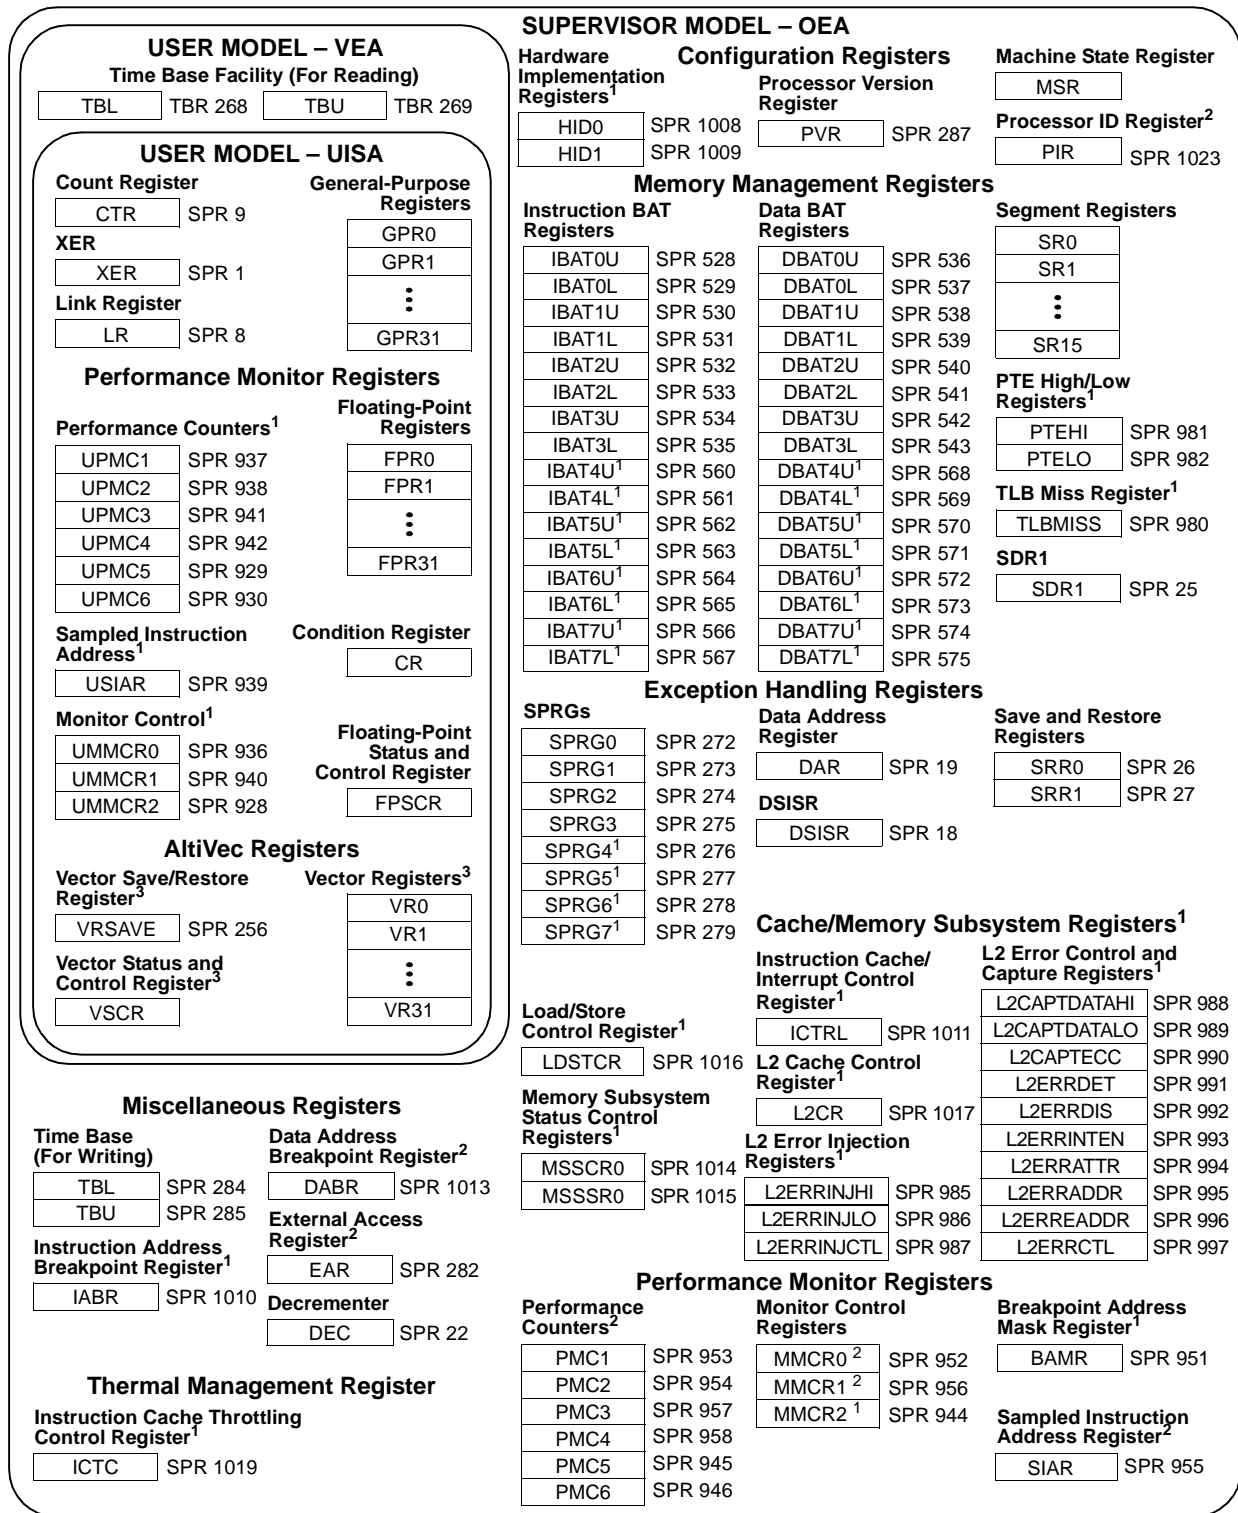 USER MODEL – VEA
Time Base Facility (For Reading)
TBL TBR 268 TBU TBR 269
USER MODEL – UISA
Count Register
CTR SPR 9
XER
XER SPR 1
Link Register
LR SPR 8
General-Purpose
Registers
GPR0
GPR1
GPR31
Performance Monitor Registers
Performance Counters1
UPMC1 SPR 937
UPMC2 SPR 938
UPMC3 SPR 941
UPMC4 SPR 942
UPMC5 SPR 929
UPMC6 SPR 930
Floating-Point
Registers
FPR0
FPR1
FPR31
Sampled Instruction
Address1
USIAR SPR 939
Condition Register
CR
Monitor Control1
UMMCR0 SPR 936
UMMCR1 SPR 940
UMMCR2 SPR 928
Floating-Point
Status and
Control Register
FPSCR
AltiVec Registers
Vector Save/Restore
Register3
VRSAVE SPR 256
Vector Status and
Control Register3
VSCR
Vector Registers3
VR0
VR1
VR31
Miscellaneous Registers
Time Base
(For Writing)
TBL SPR 284
TBU SPR 285
Instruction Address
Breakpoint Register1
IABR SPR 1010
Data Address
Breakpoint Register2
DABR SPR 1013
External Access
Register2
EAR SPR 282
Decrementer
DEC SPR 22
Thermal Management Register
Instruction Cache Throttling
Control Register1
ICTC SPR 1019
SUPERVISOR MODEL – OEA
Configuration Registers
Hardware
Implementation
Registers1
HID0 SPR 1008
HID1 SPR 1009
Processor Version
Register
PVR SPR 287
Machine State Register
MSR
Processor ID Register2
PIR SPR 1023
Memory Management Registers
Instruction BAT
Registers
IBAT0U SPR 528
IBAT0L SPR 529
IBAT1U SPR 530
IBAT1L SPR 531
IBAT2U SPR 532
IBAT2L SPR 533
IBAT3U SPR 534
IBAT3L SPR 535
IBAT4U1 SPR 560
IBAT4L1 SPR 561
IBAT5U1 SPR 562
IBAT5L1 SPR 563
IBAT6U1 SPR 564
IBAT6L1 SPR 565
IBAT7U1 SPR 566
IBAT7L1 SPR 567
Data BAT
Registers
DBAT0U SPR 536
DBAT0L SPR 537
DBAT1U SPR 538
DBAT1L SPR 539
DBAT2U SPR 540
DBAT2L SPR 541
DBAT3U SPR 542
DBAT3L SPR 543
DBAT4U1 SPR 568
DBAT4L1 SPR 569
DBAT5U1 SPR 570
DBAT5L1 SPR 571
DBAT6U1 SPR 572
DBAT6L1 SPR 573
DBAT7U1 SPR 574
DBAT7L1 SPR 575
Segment Registers
SR0
SR1
SR15
PTE High/Low
Registers1
PTEHI SPR 981
PTELO SPR 982
TLB Miss Register1
TLBMISS SPR 980
SDR1
SDR1 SPR 25
Exception Handling Registers
SPRGs
SPRG0 SPR 272
SPRG1 SPR 273
SPRG2 SPR 274
SPRG3 SPR 275
SPRG41 SPR 276
SPRG51 SPR 277
SPRG61 SPR 278
SPRG71 SPR 279
Data Address
Register
DAR SPR 19
DSISR
DSISR SPR 18
Save and Restore
Registers
SRR0 SPR 26
SRR1 SPR 27
Cache/Memory Subsystem Registers1
Load/Store
Control Register1
LDSTCR SPR 1016
Memory Subsystem
Status Control
Registers1
MSSCR0 SPR 1014
MSSSR0 SPR 1015
Instruction Cache/
Interrupt Control
Register1
ICTRL SPR 1011
L2 Cache Control
Register1
L2CR SPR 1017
L2 Error Injection
Registers1
L2ERRINJHI SPR 985
L2ERRINJLO SPR 986
L2ERRINJCTL SPR 987
L2 Error Control and
Capture Registers1
L2CAPTDATAHI SPR 988
L2CAPTDATALO SPR 989
L2CAPTECC SPR 990
L2ERRDET SPR 991
L2ERRDIS SPR 992
L2ERRINTEN SPR 993
L2ERRATTR SPR 994
L2ERRADDR SPR 995
L2ERREADDR SPR 996
L2ERRCTL SPR 997
Performance Monitor Registers
Performance
Counters2
PMC1 SPR 953
PMC2 SPR 954
PMC3 SPR 957
PMC4 SPR 958
PMC5 SPR 945
PMC6 SPR 946
Monitor Control
Registers
MMCR0 2 SPR 952
MMCR1 2 SPR 956
MMCR2 1 SPR 944
Breakpoint Address
Mask Register1
BAMR SPR 951
Sampled Instruction
Address Register2
SIAR SPR 955